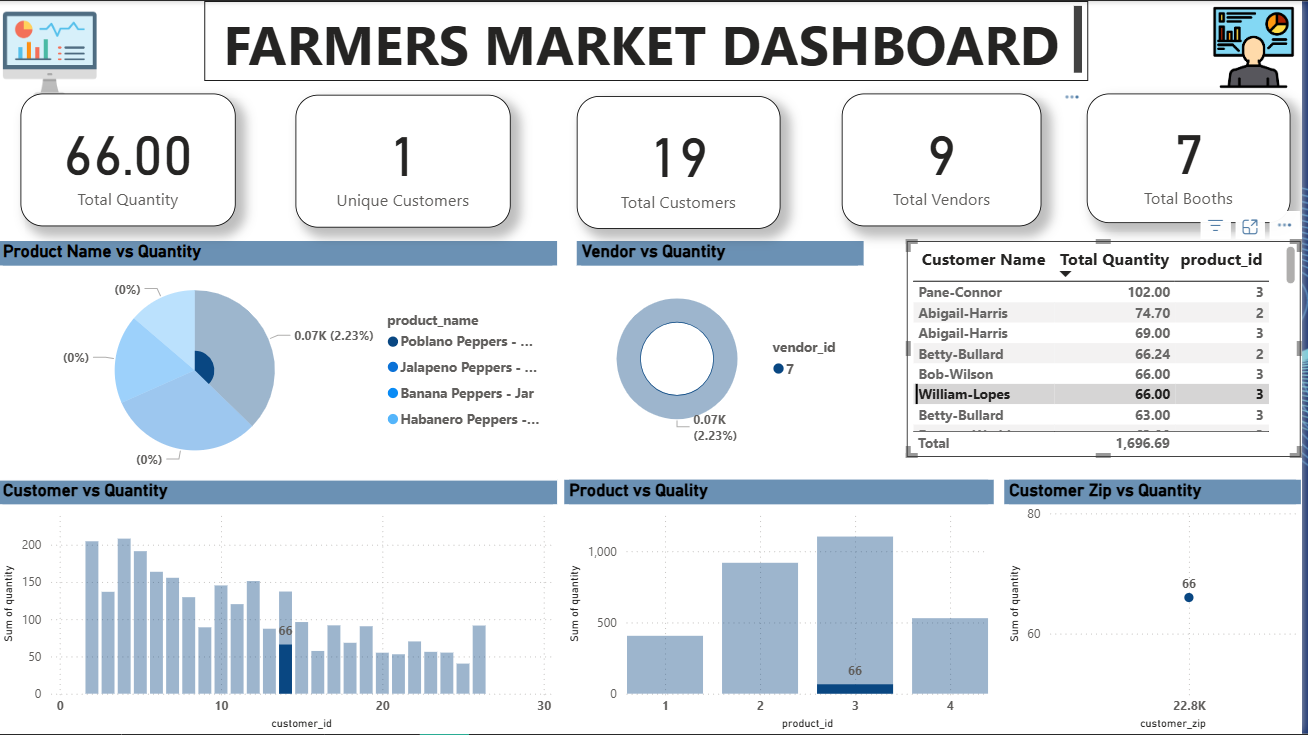 FARMERS MARKET DASHBOARD
66.00
Total Quantity
1
Unique Customers
19
Total Customers
9
Total Vendors
7
Total Booths
Product Name vs Quantity
(0%)
0.07K (2.23%)
(0%)
(0%)
product_name
Poblano Peppers - ...
Jalapeno Peppers - ...
Banana Peppers - Jar
Habanero Peppers -...
Vendor vs Quantity
0.07K
(2.23%)
vendor_id
7
Customer Name Total Quantity product_id
Pane-Connor 102.00 3
Abigail-Harris 74.70 2
Abigail-Harris 69.00 3
Betty-Bullard 66.24 2
Bob-Wilson 66.00 3
William-Lopes 66.00 3
Betty-Bullard 63.00 3
Total 1,696.69
Customer vs Quantity
Sum of quantity
200
150
100
50
0
66
0 10 20 30
customer_id
Product vs Quality
Sum of quantity
1,000
500
0
66
1 2 3 4
product_id
Customer Zip vs Quantity
Sum of quantity
80
60
66
22.8K
customer_zip